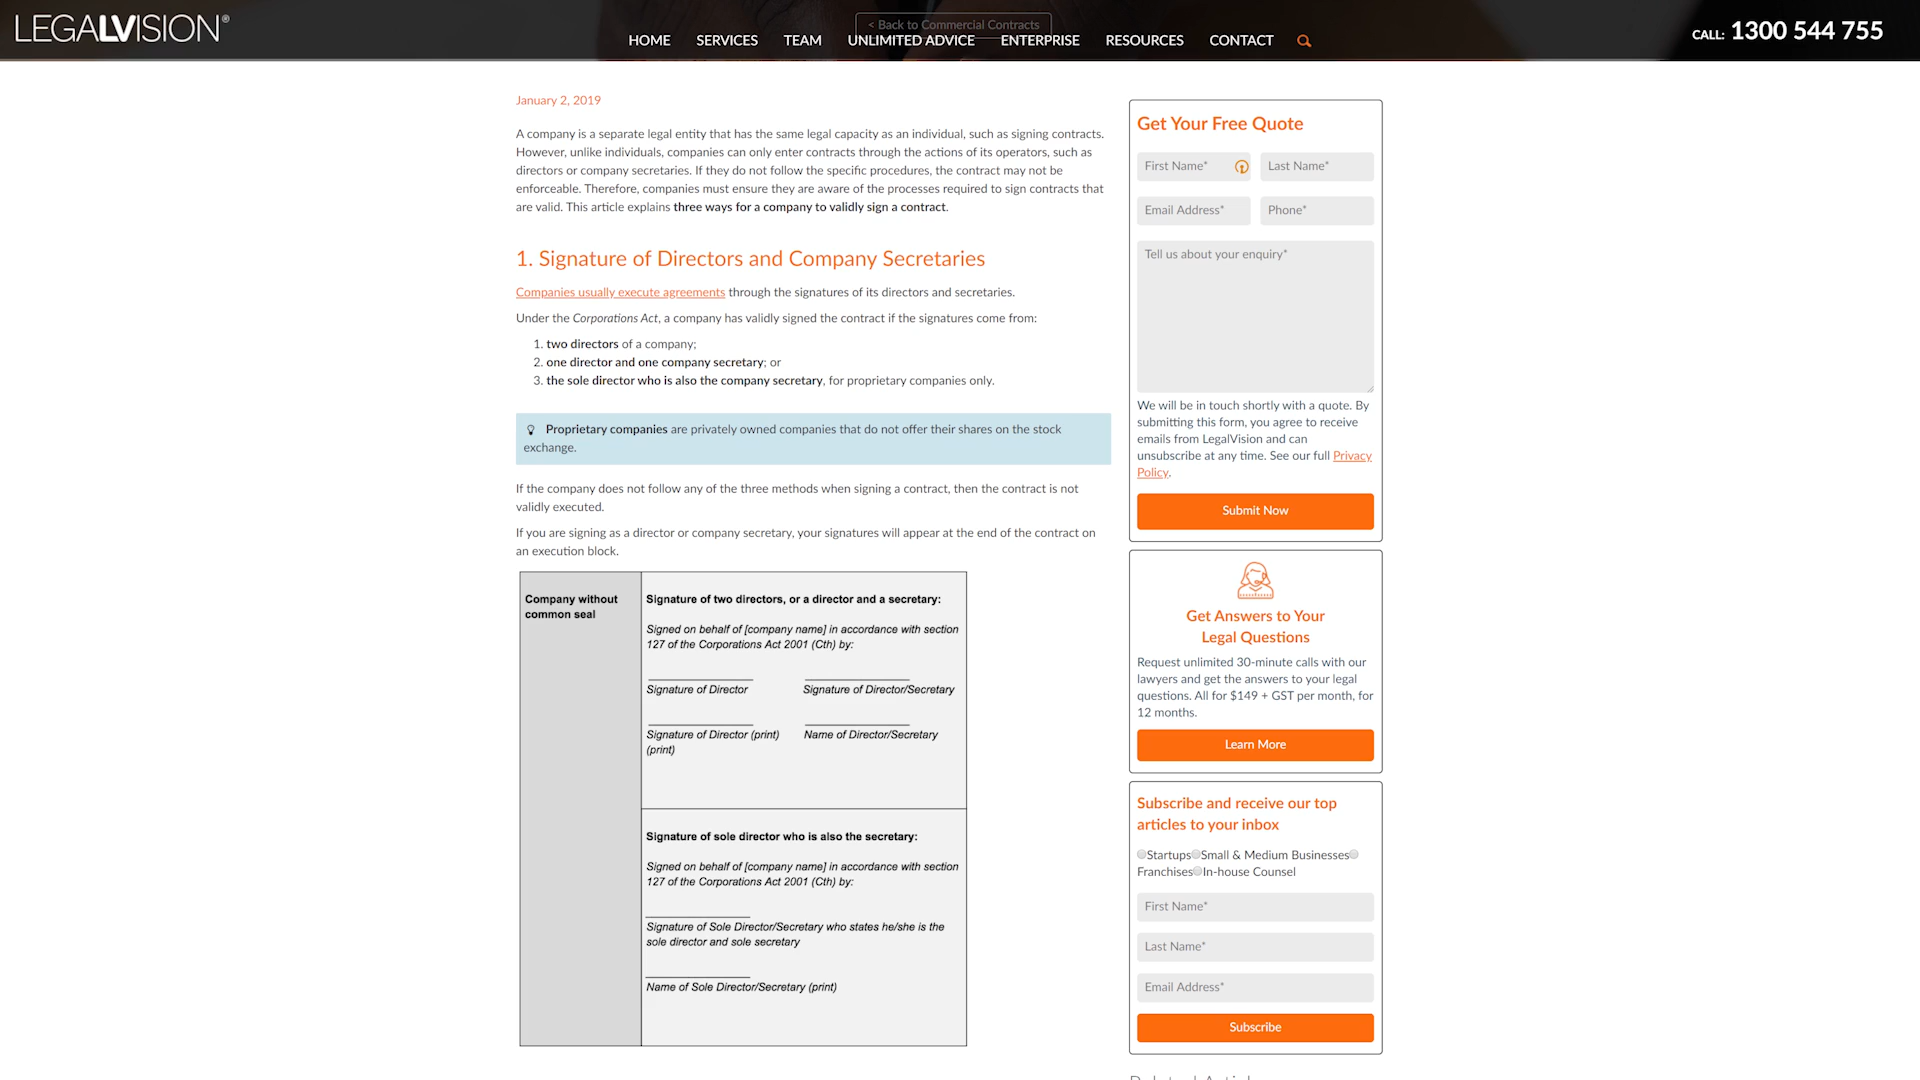 LEGALVISION®
< Back to Commercial Contracts
HOME SERVICES TEAM UNLIMITED ADVICE ENTERPRISE RESOURCES CONTACT
CALL: 1300 544 755
January 2, 2019
A company is a separate legal entity that has the same legal capacity as an individual, such as signing contracts.
However, unlike individuals, companies can only enter contracts through the actions of its operators, such as
directors or company secretaries. If they do not follow the specific procedures, the contract may not be
enforceable. Therefore, companies must ensure they are aware of the processes required to sign contracts that
are valid. This article explains three ways for a company to validly sign a contract.
1. Signature of Directors and Company Secretaries
Companies usually execute agreements through the signatures of its directors and secretaries.
Under the Corporations Act, a company has validly signed the contract if the signatures come from:
1. two directors of a company;
2. one director and one company secretary; or
3. the sole director who is also the company secretary, for proprietary companies only.
Proprietary companies are privately owned companies that do not offer their shares on the stock
exchange.
If the company does not follow any of the three methods when signing a contract, then the contract is not
validly executed.
If you are signing as a director or company secretary, your signatures will appear at the end of the contract on
an execution block.
Company without
common seal
Signature of two directors, or a director and a secretary:
Signed on behalf of [company name] in accordance with section
127 of the Corporations Act 2001 (Cth) by:
Signature of Director Signature of Director/Secretary
Signature of Director (print) Name of Director/Secretary
(print)
Signature of sole director who is also the secretary:
Signed on behalf of [company name] in accordance with section
127 of the Corporations Act 2001 (Cth) by:
Signature of Sole Director/Secretary who states he/she is the
sole director and sole secretary
Name of Sole Director/Secretary (print)
Get Your Free Quote
First Name* Last Name*
Email Address* Phone*
Tell us about your enquiry*
We will be in touch shortly with a quote. By
submitting this form, you agree to receive
emails from LegalVision and can
unsubscribe at any time. See our full Privacy
Policy.
Submit Now
Get Answers to Your
Legal Questions
Request unlimited 30-minute calls with our
lawyers and get the answers to your legal
questions. All for $149 + GST per month, for
12 months.
Learn More
Subscribe and receive our top
articles to your inbox
Startups Small & Medium Businesses
Franchises In-house Counsel
First Name*
Last Name*
Email Address*
Subscribe